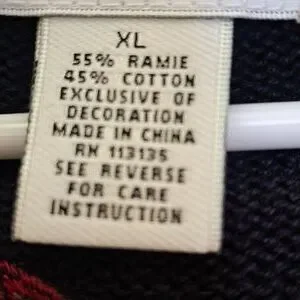 XL
55% RAMIE
45% COTTON
EXCLUSIVE OF
DECORATION
MADE IN CHINA
RN 113135
SEE REVERSE
FOR CARE
INSTRUCTION